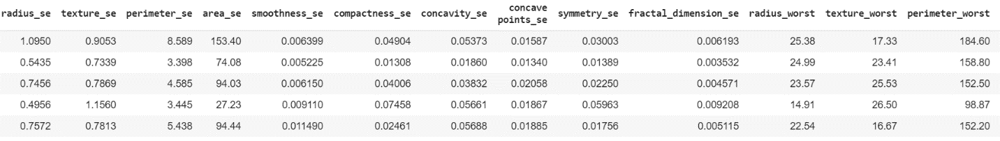 radius_se texture_se perimeter_se area_se smoothness_se compactness_se concavity_se concave points_se symmetry_se fractal_dimension_se radius_worst texture_worst perimeter_worst
1.0950 0.9053 8.589 153.40 0.006399 0.04904 0.05373 0.01587 0.03003 0.006193 25.38 17.33 184.60
0.5435 0.7339 3.398 74.08 0.005225 0.01308 0.01860 0.01340 0.01389 0.003532 24.99 23.41 158.80
0.7456 0.7869 4.585 94.03 0.006150 0.04006 0.03832 0.02058 0.02250 0.004571 23.57 25.53 152.50
0.4956 1.1560 3.445 27.23 0.009110 0.07458 0.05661 0.01867 0.05963 0.009208 14.91 26.50 98.87
0.7572 0.7813 5.438 94.44 0.011490 0.02461 0.05688 0.01885 0.01756 0.005115 22.54 16.67 152.20